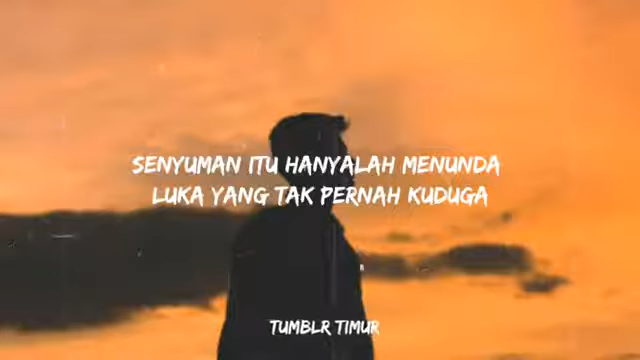 SENYUMAN ITU HANYALAH MENUNDA
LUKA YANG TAK PERNAH KUDUGA
TUMBLR TIMUR